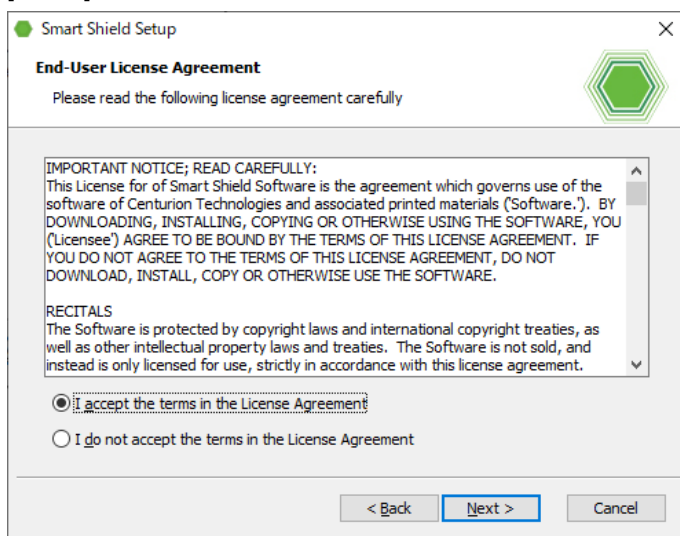 Smart Shield Setup
End-User License Agreement
Please read the following license agreement carefully
IMPORTANT NOTICE; READ CAREFULLY:
This License for of Smart Shield Software is the agreement which governs use of the
software of Centurion Technologies and associated printed materials ('Software.'). BY
DOWNLOADING, INSTALLING, COPYING OR OTHERWISE USING THE SOFTWARE, YOU
('Licensee') AGREE TO BE BOUND BY THE TERMS OF THIS LICENSE AGREEMENT. IF
YOU DO NOT AGREE TO THE TERMS OF THIS LICENSE AGREEMENT, DO NOT
DOWNLOAD, INSTALL, COPY OR OTHERWISE USE THE SOFTWARE.
RECITALS
The Software is protected by copyright laws and international copyright treaties, as
well as other intellectual property laws and treaties. The Software is not sold, and
instead is only licensed for use, strictly in accordance with this license agreement.
I accept the terms in the License Agreement
I do not accept the terms in the License Agreement
< Back Next > Cancel